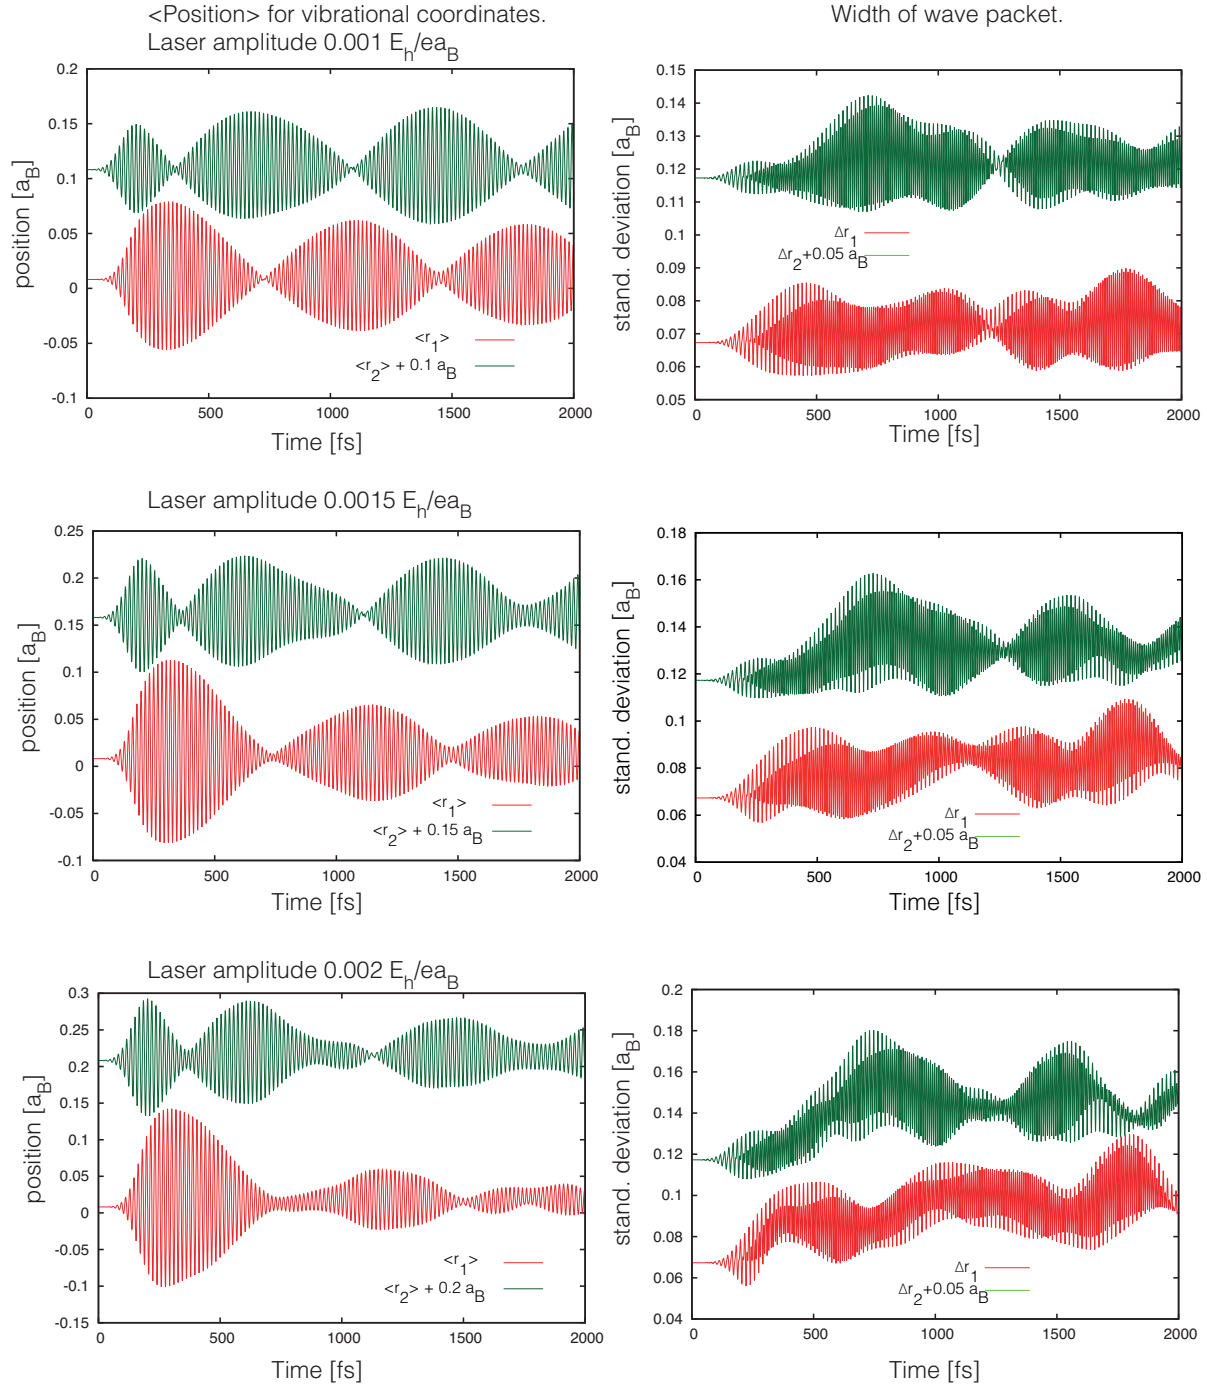 <Position> for vibrational coordinates.
Laser amplitude 0.001 E_h/ea_B
0.2
0.15
0.1
0.05
0
-0.05
-0.1
position [a_B]
<r_1>
<r_2> + 0.1 a_B
0 500 1000 1500 2000
Time [fs]
Width of wave packet.
0.15
0.14
0.13
0.12
0.11
0.1
0.09
0.08
0.07
0.06
0.05
stand. deviation [a_B]
Δr_1
Δr_2+0.05 a_B
0 500 1000 1500 2000
Time [fs]
Laser amplitude 0.0015 E_h/ea_B
0.25
0.2
0.15
0.1
0.05
0
-0.05
-0.1
position [a_B]
<r_1>
<r_2> + 0.15 a_B
0 500 1000 1500 2000
Time [fs]
0.18
0.16
0.14
0.12
0.1
0.08
0.06
0.04
stand. deviation [a_B]
Δr_1
Δr_2+0.05 a_B
0 500 1000 1500 2000
Time [fs]
Laser amplitude 0.002 E_h/ea_B
0.3
0.25
0.2
0.15
0.1
0.05
0
-0.05
-0.1
-0.15
position [a_B]
<r_1>
<r_2> + 0.2 a_B
0 500 1000 1500 2000
Time [fs]
0.2
0.18
0.16
0.14
0.12
0.1
0.08
0.06
0.04
stand. deviation [a_B]
Δr_1
Δr_2+0.05 a_B
0 500 1000 1500 2000
Time [fs]